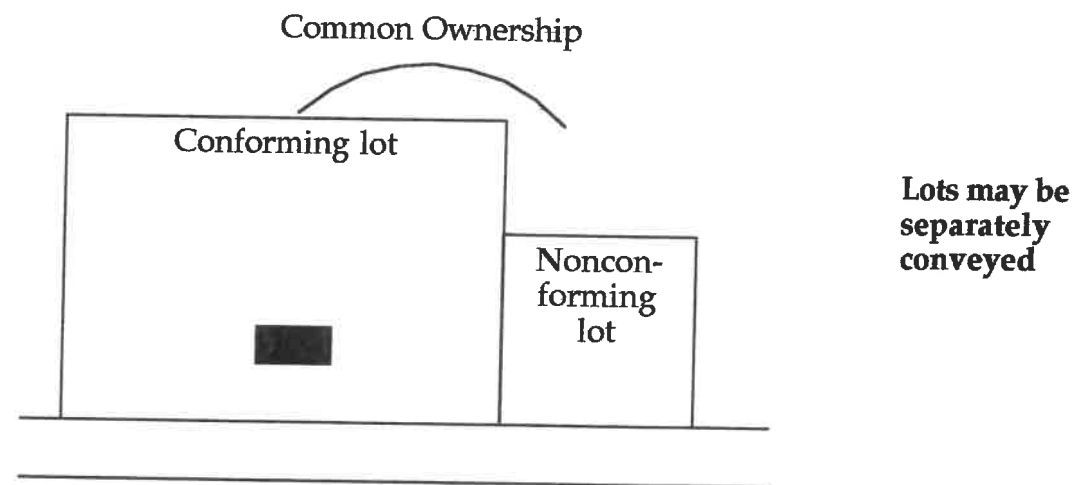 Common Ownership
Conforming lot
Noncon-
forming
lot
Lots may be
separately
conveyed